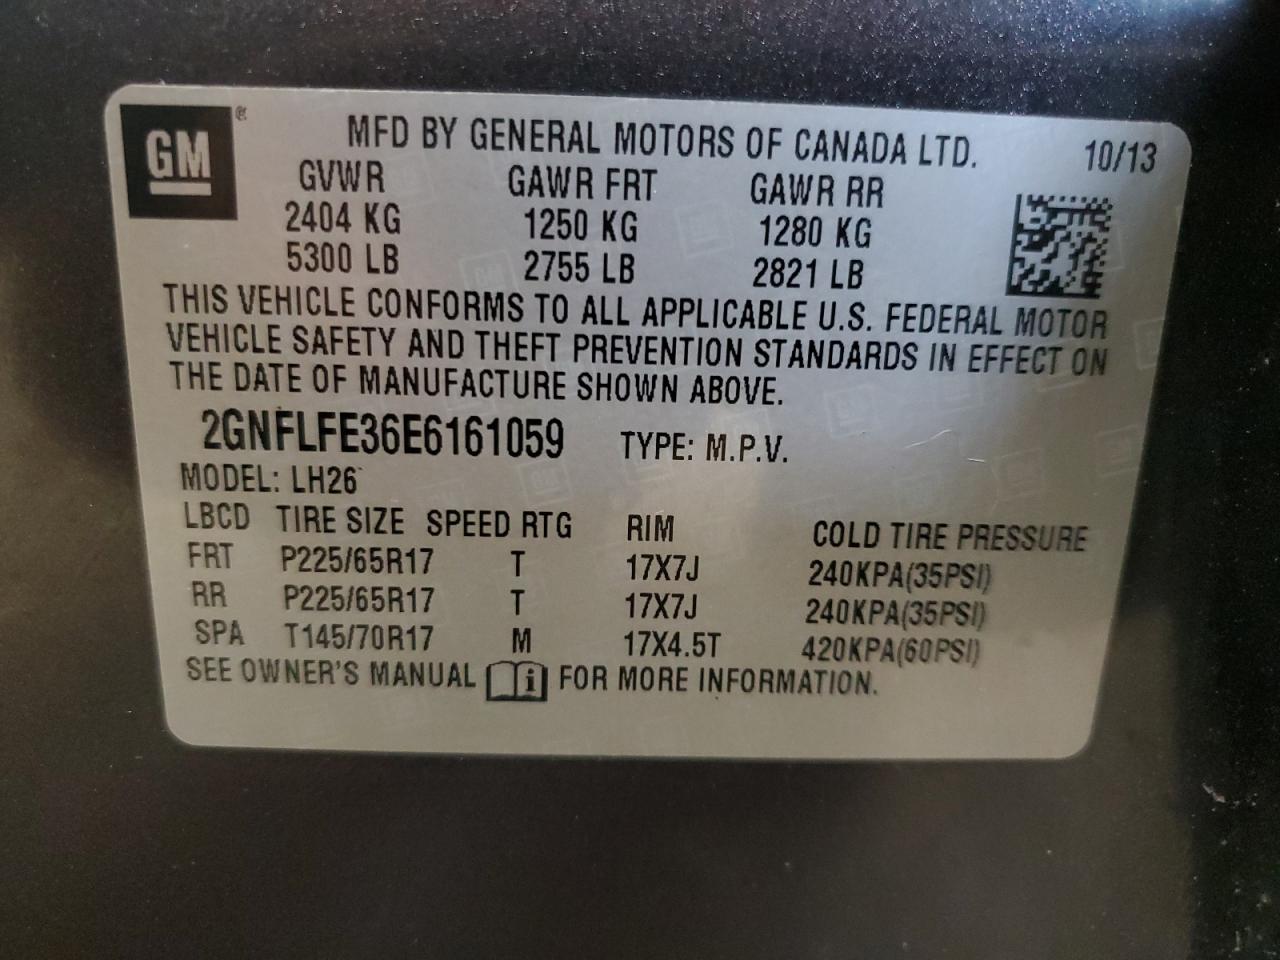 GM®
MFD BY GENERAL MOTORS OF CANADA LTD. 10/13
GVWR GAWR FRT GAWR RR
2404 KG 1250 KG 1280 KG
5300 LB 2755 LB 2821 LB
THIS VEHICLE CONFORMS TO ALL APPLICABLE U.S. FEDERAL MOTOR
VEHICLE SAFETY AND THEFT PREVENTION STANDARDS IN EFFECT ON
THE DATE OF MANUFACTURE SHOWN ABOVE.
2GNFLFE36E6161059 TYPE: M.P.V.
MODEL: LH26
LBCD TIRE SIZE SPEED RTG RIM COLD TIRE PRESSURE
FRT P225/65R17 T 17X7J 240KPA(35PSI)
RR P225/65R17 T 17X7J 240KPA(35PSI)
SPA T145/70R17 M 17X4.5T 420KPA(60PSI)
SEE OWNER'S MANUAL i FOR MORE INFORMATION.